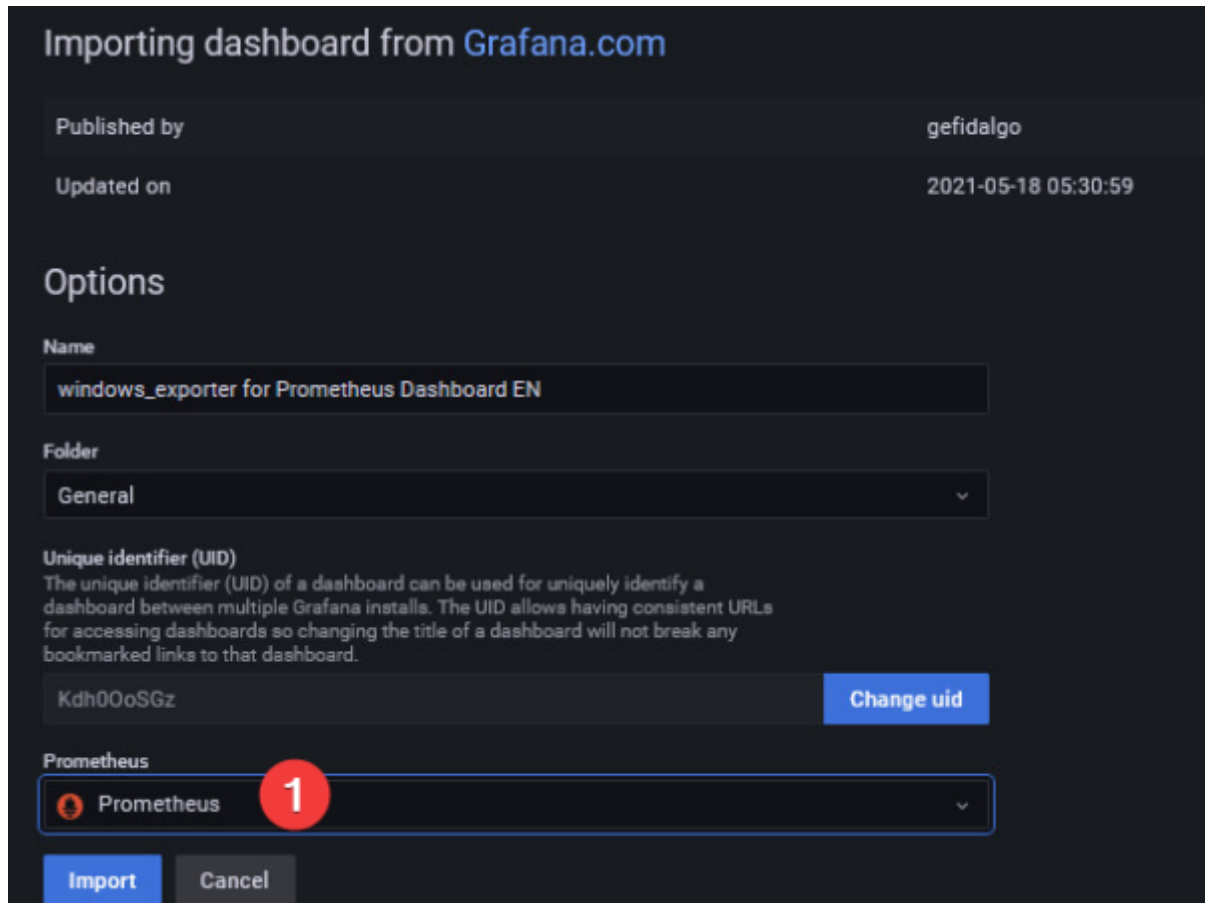 Importing dashboard from Grafana.com
Published by gefidalgo
Updated on 2021-05-18 05:30:59
Options
Name
windows_exporter for Prometheus Dashboard EN
Folder
General
Unique identifier (UID)
The unique identifier (UID) of a dashboard can be used for uniquely identify a
dashboard between multiple Grafana installs. The UID allows having consistent URLs
for accessing dashboards so changing the title of a dashboard will not break any
bookmarked links to that dashboard.
Kdh0OoSGz Change uid
Prometheus
Prometheus 1
Import Cancel